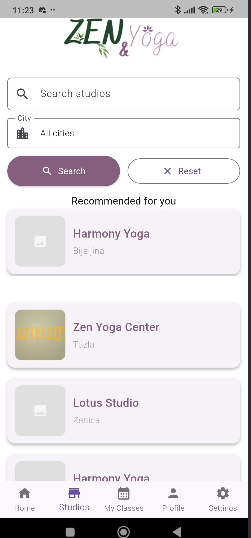 11:23
ZEN & Yoga
Search studios
City
All cities
Search
Reset
Recommended for you
Harmony Yoga
Bijeljina
Zen Yoga Center
Tuzla
Lotus Studio
Zenica
Harmony Yoga
Home
Studios
My Classes
Profile
Settings